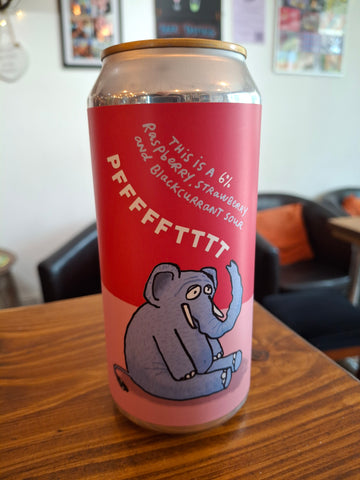 THIS IS A 6%
RASPBERRY, STRAWBERRY
AND BLACKCURRANT SOUR
PFFFFFTTTT